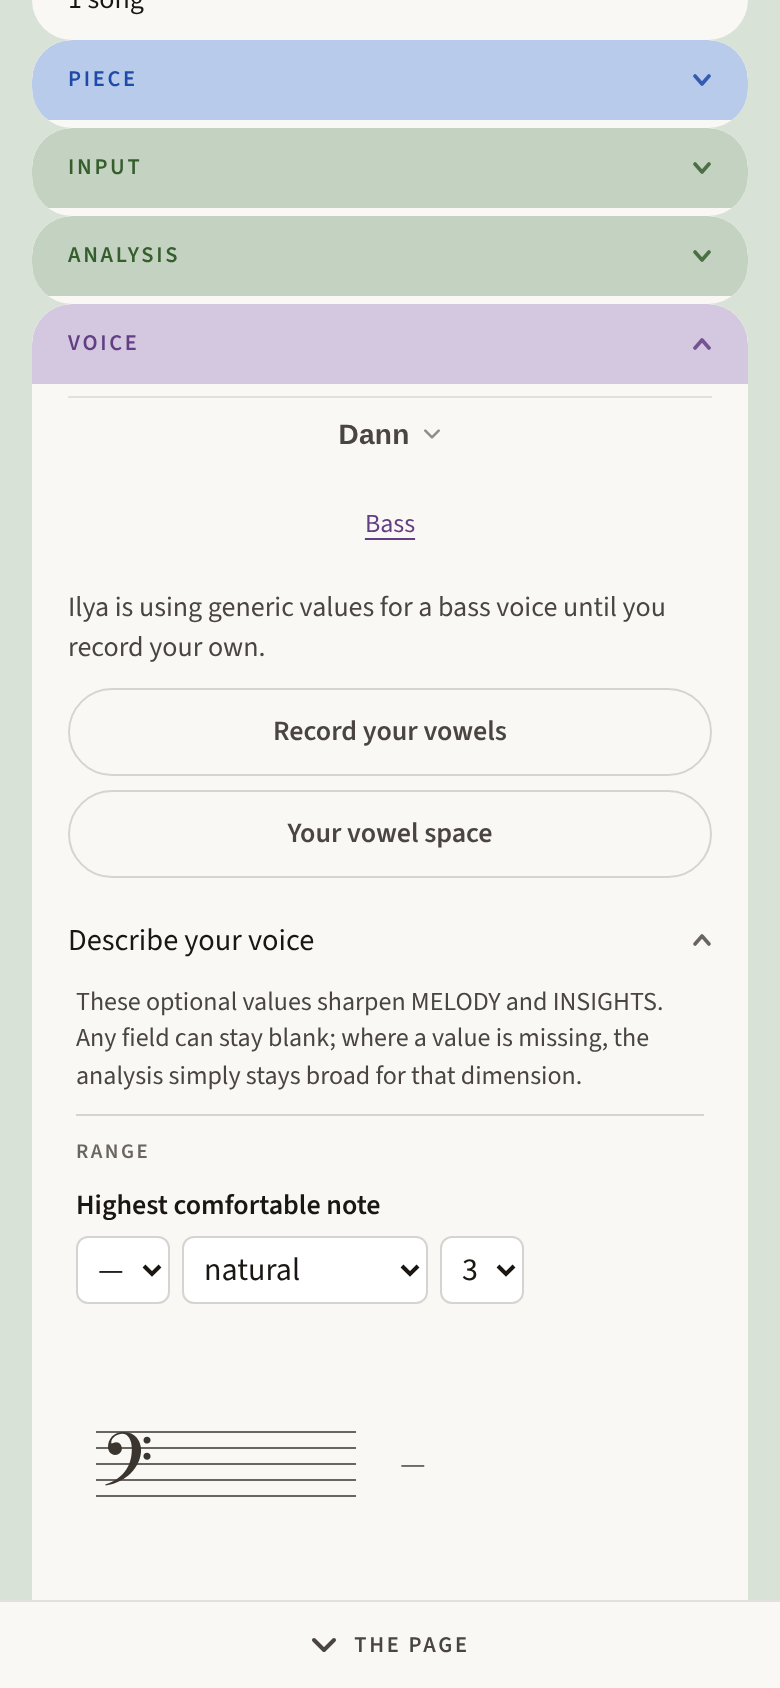 1 song
PIECE
INPUT
ANALYSIS
VOICE
Dann
Bass
Ilya is using generic values for a bass voice until you
record your own.
Record your vowels
Your vowel space
Describe your voice
These optional values sharpen MELODY and INSIGHTS.
Any field can stay blank; where a value is missing, the
analysis simply stays broad for that dimension.
RANGE
Highest comfortable note
— natural 3
—
THE PAGE